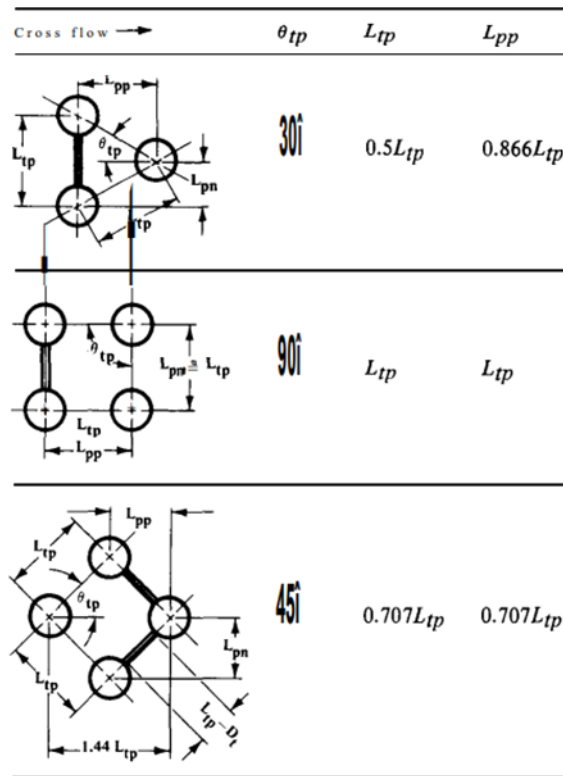 Cross flow θtp Ltp Lpp
Lpp
θtp
Ltp
Lpn
Ltp
30î 0.5Ltp 0.866Ltp
θtp
Lpn = Ltp
Ltp
Lpp
90î Ltp Ltp
Lpp
Ltp
θtp
Lpn
Ltp
Ltp – Dt
1.44 Ltp
45î 0.707Ltp 0.707Ltp